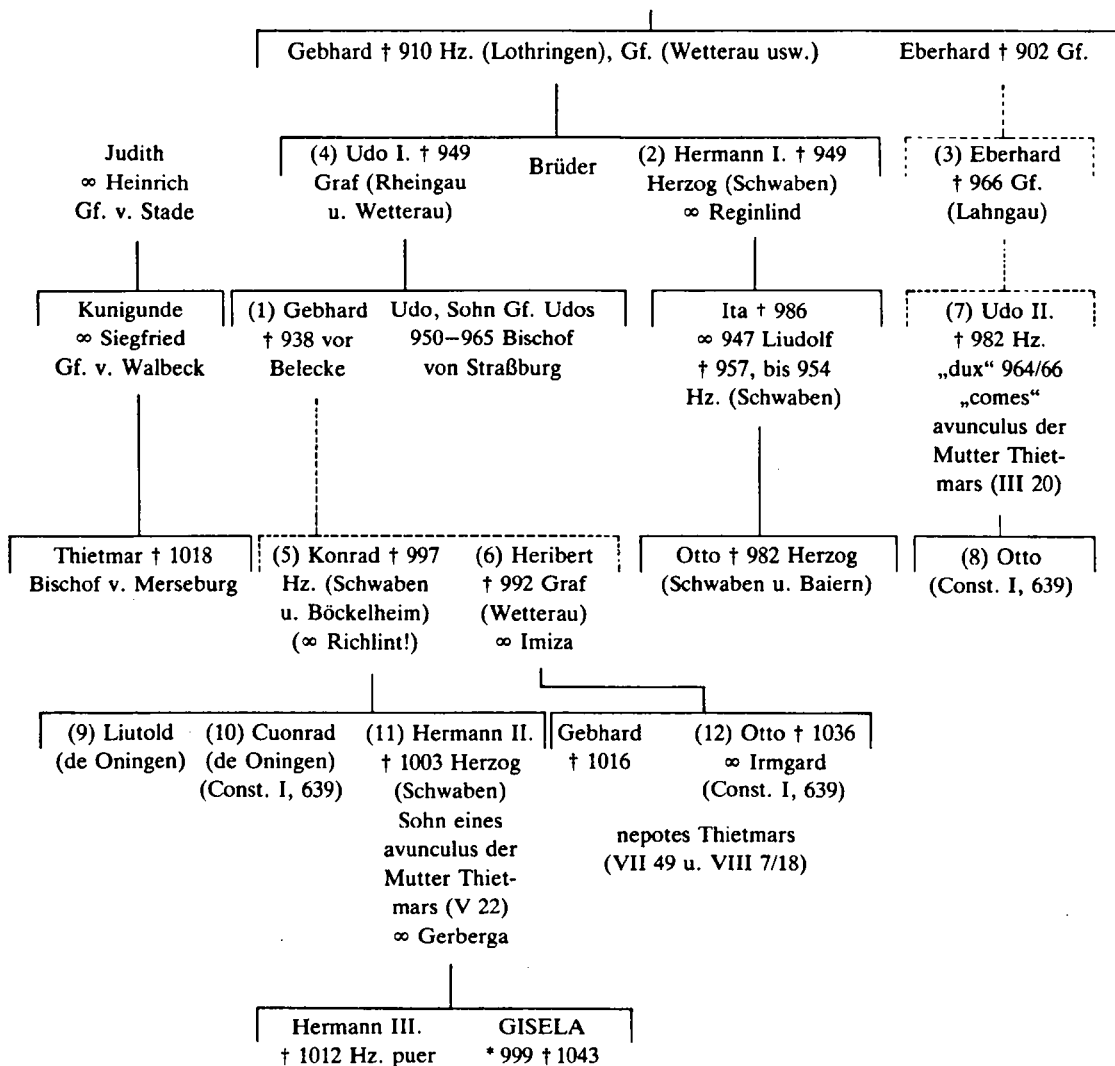 Gebhard † 910 Hz. (Lothringen), Gf. (Wetterau usw.)
Eberhard † 902 Gf.
Judith
∞ Heinrich
Gf. v. Stade
(4) Udo I. † 949
Graf (Rheingau
u. Wetterau)
Brüder
(2) Hermann I. † 949
Herzog (Schwaben)
∞ Reginlind
(3) Eberhard
† 966 Gf.
(Lahngau)
Kunigunde
∞ Siegfried
Gf. v. Walbeck
(1) Gebhard
† 938 vor
Belecke
Udo, Sohn Gf. Udos
950–965 Bischof
von Straßburg
Ita † 986
∞ 947 Liudolf
† 957, bis 954
Hz. (Schwaben)
(7) Udo II.
† 982 Hz.
„dux“ 964/66
„comes“
avunculus der
Mutter Thiet-
mars (III 20)
Thietmar † 1018
Bischof v. Merseburg
(5) Konrad † 997
Hz. (Schwaben
u. Böckelheim)
(∞ Richlint!)
(6) Heribert
† 992 Graf
(Wetterau)
∞ Imiza
Otto † 982 Herzog
(Schwaben u. Baiern)
(8) Otto
(Const. I, 639)
(9) Liutold
(de Oningen)
(10) Cuonrad
(de Oningen)
(Const. I, 639)
(11) Hermann II.
† 1003 Herzog
(Schwaben)
Sohn eines
avunculus der
Mutter Thiet-
mars (V 22)
∞ Gerberga
Gebhard
† 1016
(12) Otto † 1036
∞ Irmgard
(Const. I, 639)
nepotes Thietmars
(VII 49 u. VIII 7/18)
Hermann III.
† 1012 Hz. puer
GISELA
* 999 † 1043